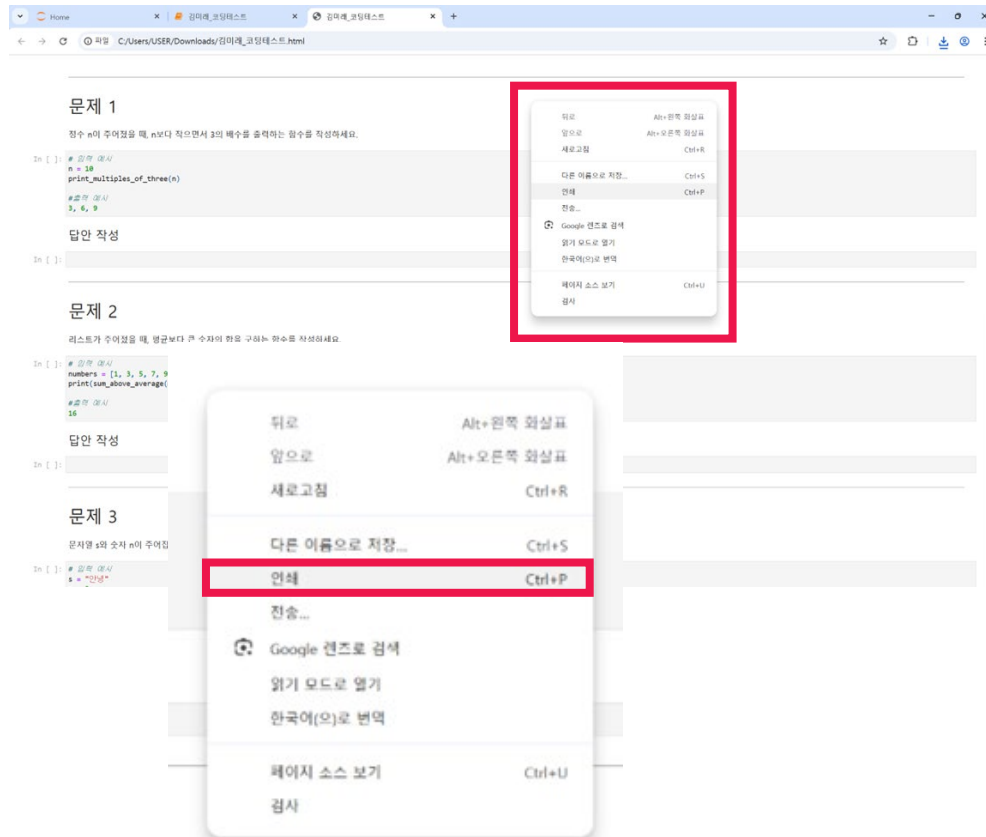 Home
김미래_코딩테스트
김미래_코딩테스트
파일 C:/Users/USER/Downloads/김미래_코딩테스트.html
문제 1
정수 n이 주어졌을 때, n보다 작으면서 3의 배수를 출력하는 함수를 작성하세요.
In [ ]: # 입력 예시
n = 10
print_multiples_of_three(n)
#출력 예시
3, 6, 9
답안 작성
In [ ]:
뒤로 Alt+왼쪽 화살표
앞으로 Alt+오른쪽 화살표
새로고침 Ctrl+R
다른 이름으로 저장... Ctrl+S
인쇄 Ctrl+P
전송...
Google 렌즈로 검색
읽기 모드로 열기
한국어(으)로 번역
페이지 소스 보기 Ctrl+U
검사
문제 2
리스트가 주어졌을 때, 평균보다 큰 숫자의 합을 구하는 함수를 작성하세요.
In [ ]: # 입력 예시
numbers = [1, 3, 5, 7, 9
print(sum_above_average(
#출력 예시
16
답안 작성
In [ ]:
문제 3
문자열 s와 숫자 n이 주어졌
In [ ]: # 입력 예시
s = "안녕"
뒤로 Alt+왼쪽 화살표
앞으로 Alt+오른쪽 화살표
새로고침 Ctrl+R
다른 이름으로 저장... Ctrl+S
인쇄 Ctrl+P
전송...
Google 렌즈로 검색
읽기 모드로 열기
한국어(으)로 번역
페이지 소스 보기 Ctrl+U
검사